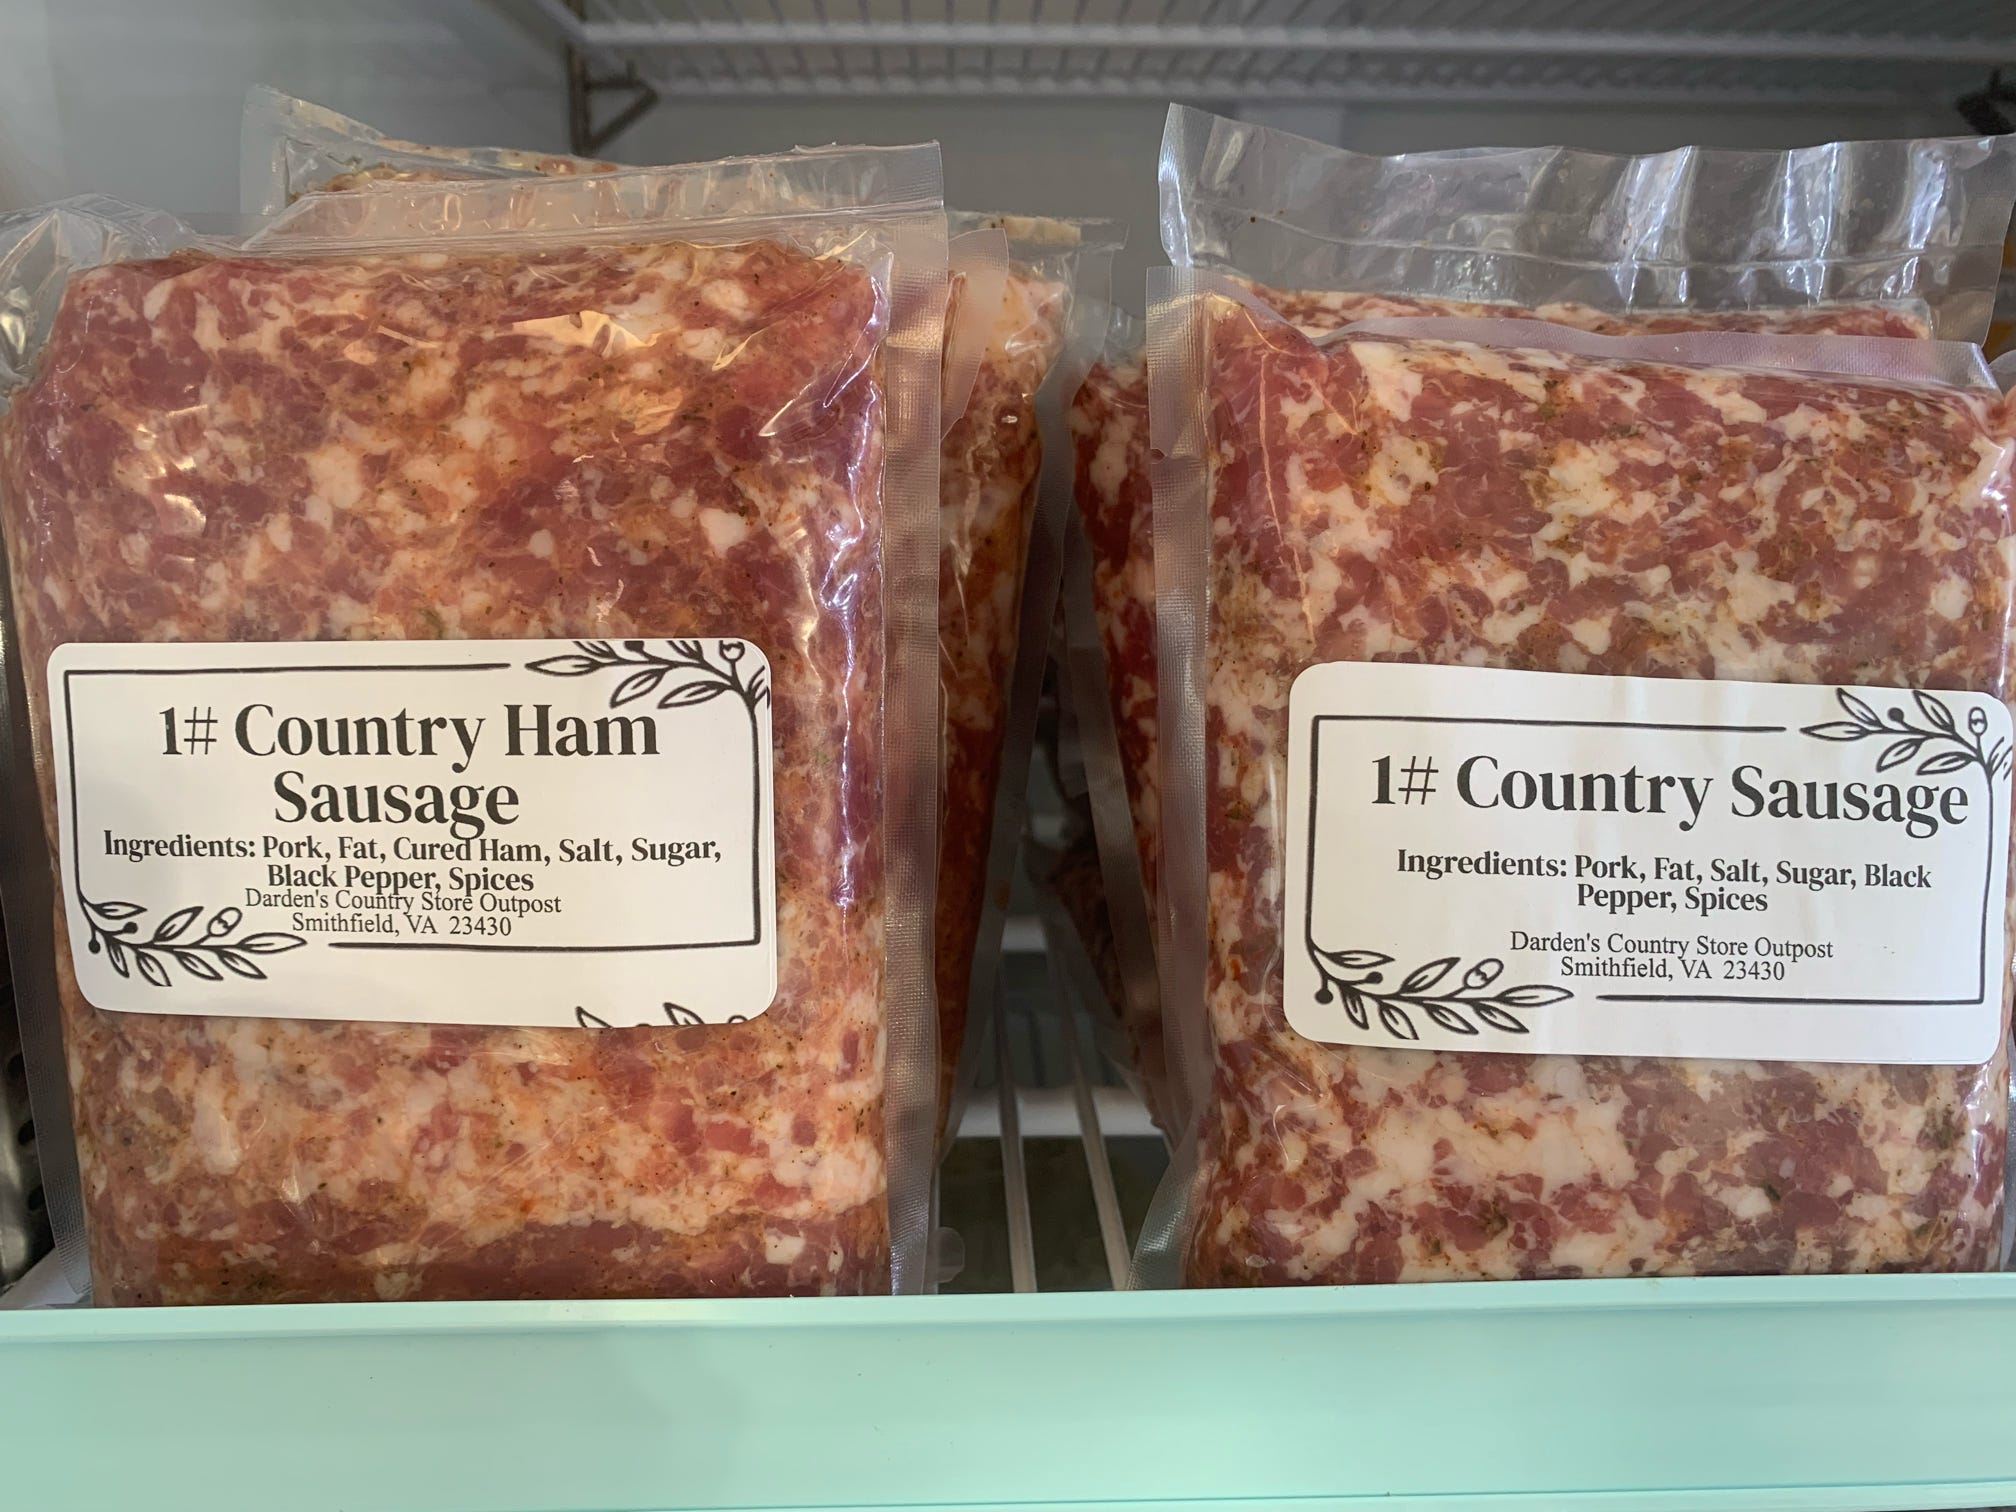 1# Country Ham
Sausage
Ingredients: Pork, Fat, Cured Ham, Salt, Sugar,
Black Pepper, Spices
Darden's Country Store Outpost
Smithfield, VA 23430
1# Country Sausage
Ingredients: Pork, Fat, Salt, Sugar, Black
Pepper, Spices
Darden's Country Store Outpost
Smithfield, VA 23430